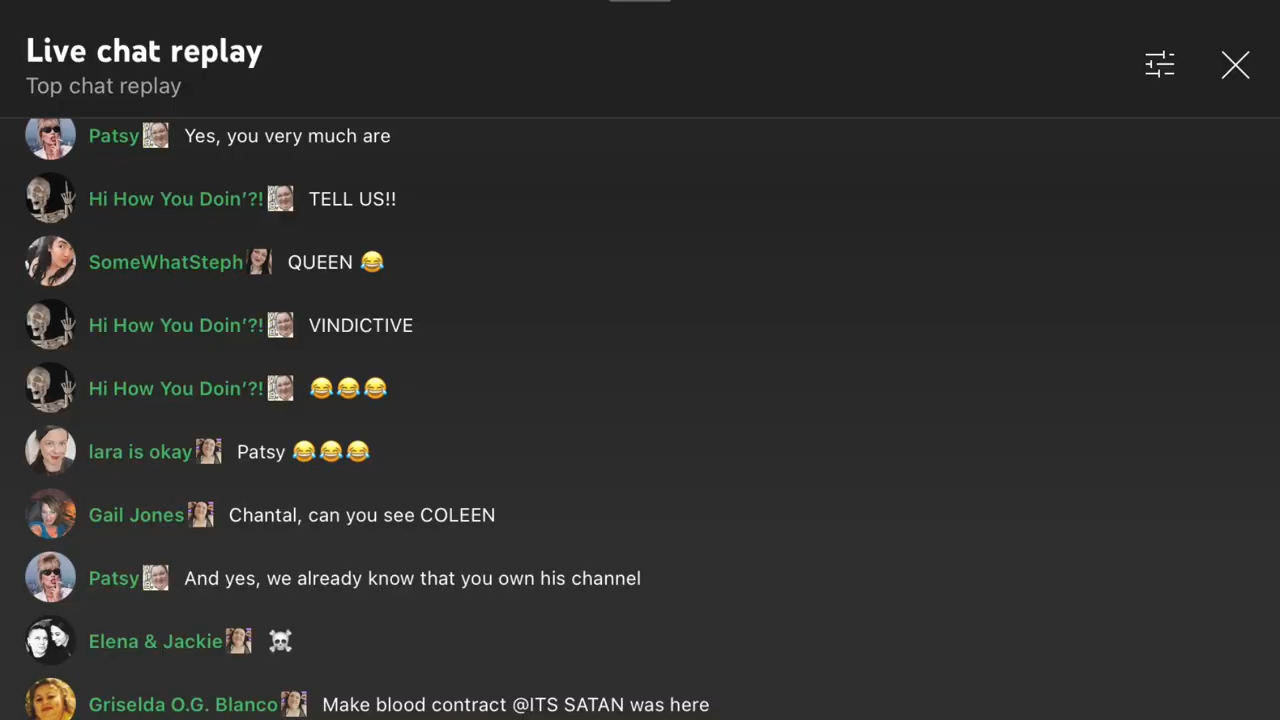 Live chat replay
Top chat replay
Patsy Yes, you very much are
Hi How You Doin'?! TELL US!!
SomeWhatSteph QUEEN 😂
Hi How You Doin'?! VINDICTIVE
Hi How You Doin'?! 😂😂😂
lara is okay Patsy 😂😂😂
Gail Jones Chantal, can you see COLEEN
Patsy And yes, we already know that you own his channel
Elena & Jackie ☠️
Griselda O.G. Blanco Make blood contract @ITS SATAN was here